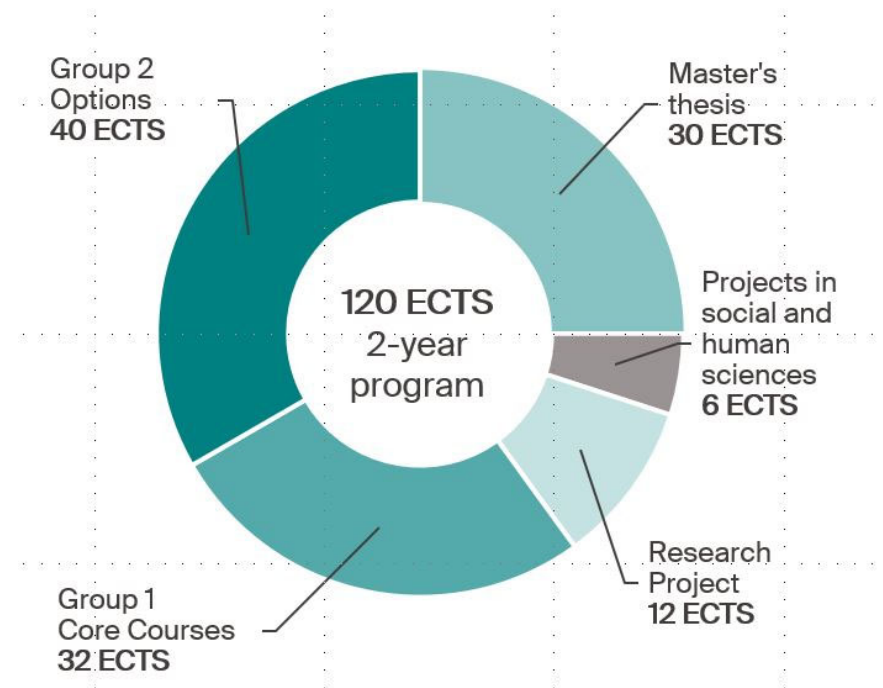 Group 2
Options
40 ECTS
Master's
thesis
30 ECTS
120 ECTS
2-year
program
Projects in
social and
human
sciences
6 ECTS
Research
Project
12 ECTS
Group 1
Core Courses
32 ECTS